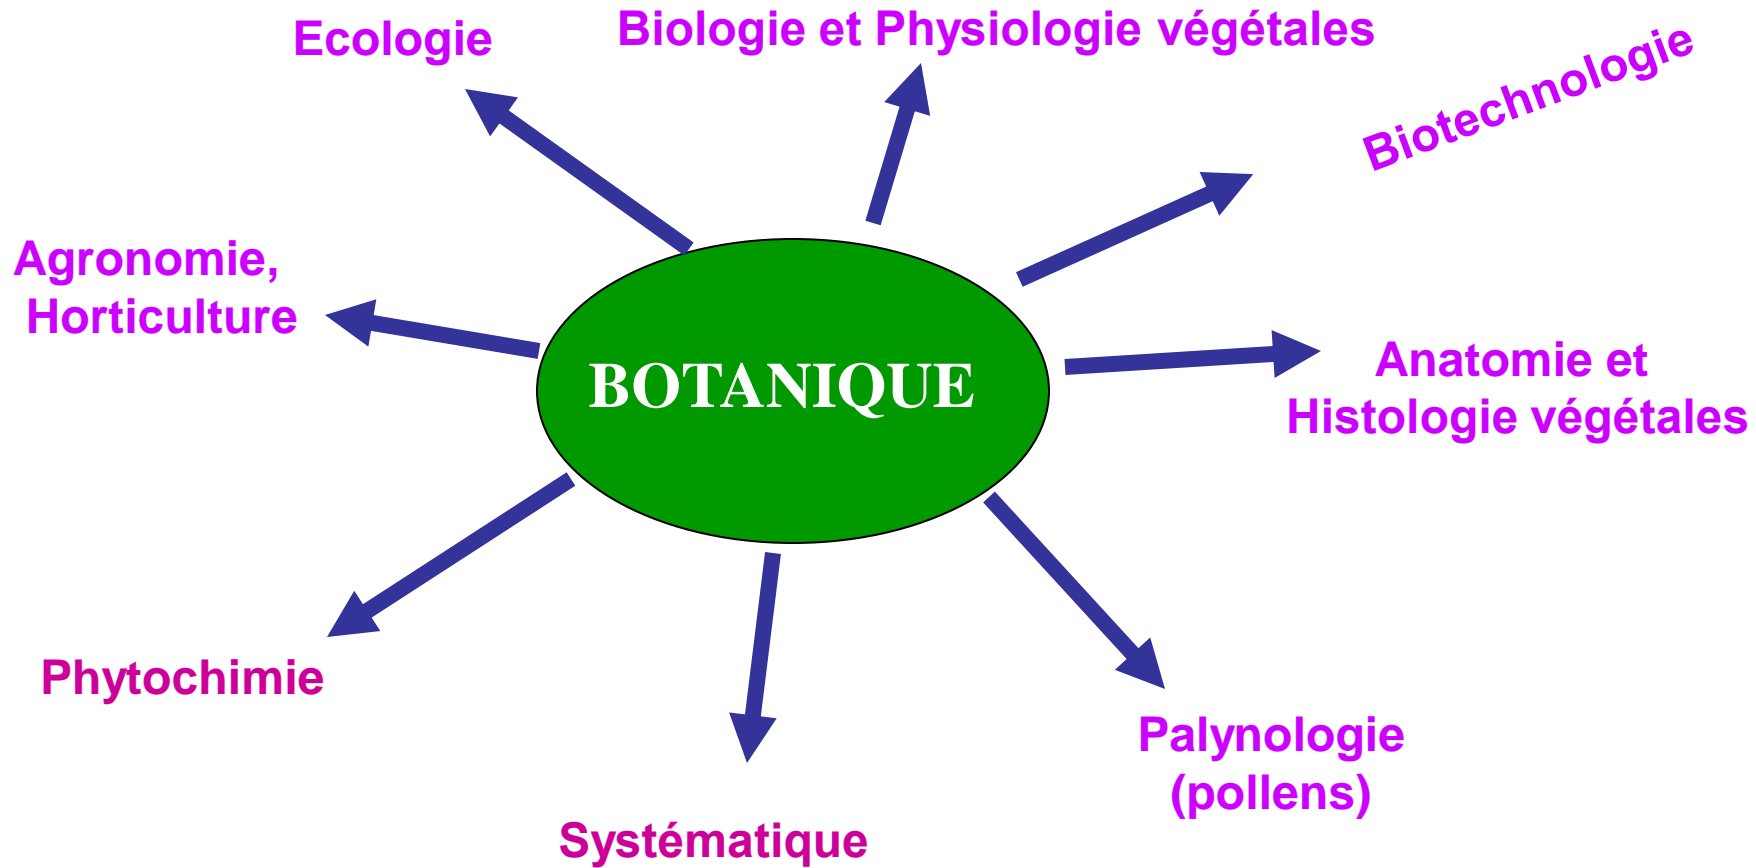 Ecologie
Biologie et Physiologie végétales
Biotechnologie
Agronomie,
Horticulture
BOTANIQUE
Anatomie et
Histologie végétales
Phytochimie
Palynologie
(pollens)
Systématique